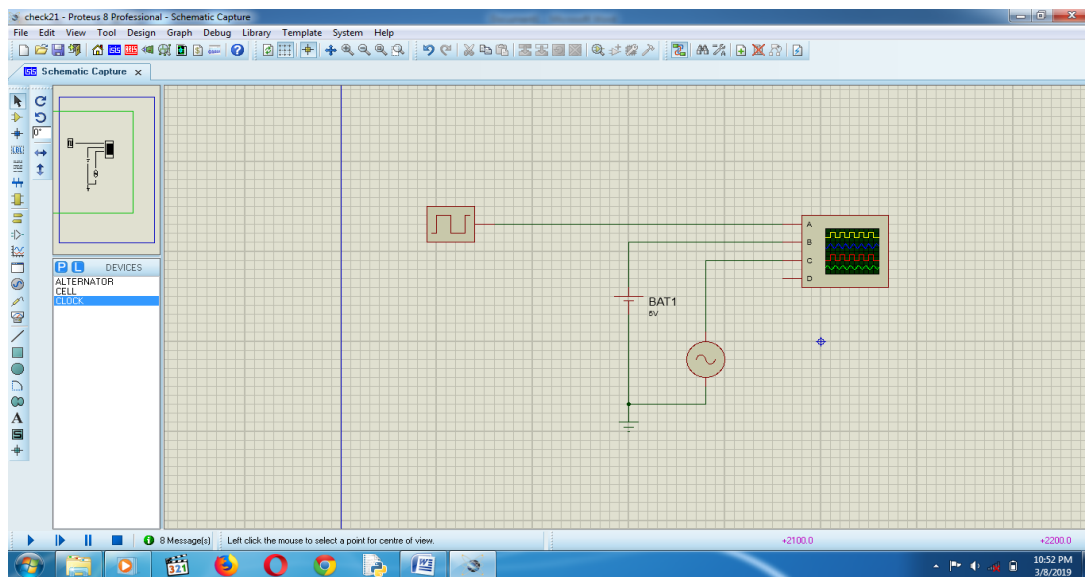 check21 - Proteus 8 Professional - Schematic Capture
File Edit View Tool Design Graph Debug Library Template System Help
Schematic Capture x
0°
P L DEVICES
ALTERNATOR
CELL
CLOCK
A
B
C
D
BAT1
6V
8 Message(s) Left click the mouse to select a point for centre of view. +2100.0 +2200.0
10:52 PM
3/8/2019